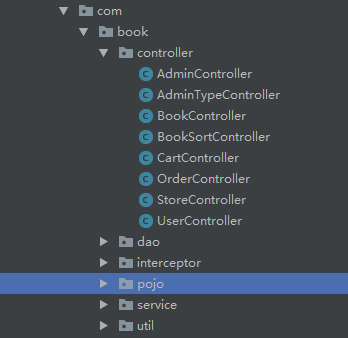 com
book
controller
AdminController
AdminTypeController
BookController
BookSortController
CartController
OrderController
StoreController
UserController
dao
interceptor
pojo
service
util